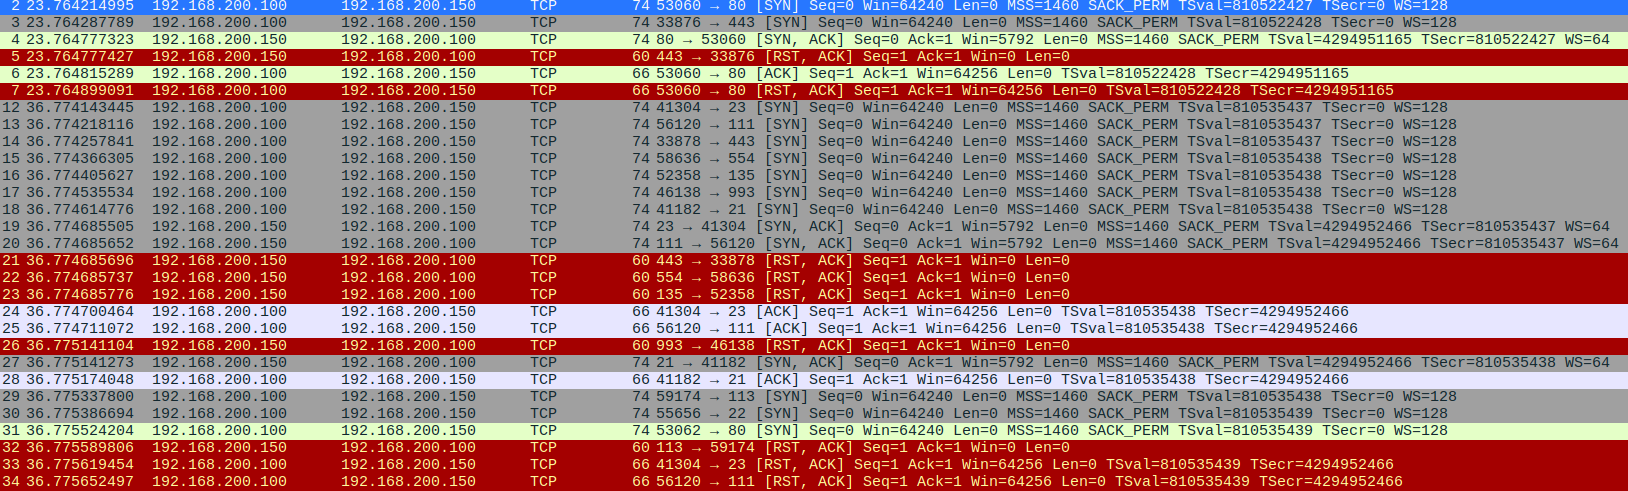 2 23.764214995 192.168.200.100 192.168.200.150 TCP 74 53060 → 80 [SYN] Seq=0 Win=64240 Len=0 MSS=1460 SACK_PERM TSval=810522427 TSecr=0 WS=128
3 23.764287789 192.168.200.100 192.168.200.150 TCP 74 33876 → 443 [SYN] Seq=0 Win=64240 Len=0 MSS=1460 SACK_PERM TSval=810522428 TSecr=0 WS=128
4 23.764777323 192.168.200.150 192.168.200.100 TCP 74 80 → 53060 [SYN, ACK] Seq=0 Ack=1 Win=5792 Len=0 MSS=1460 SACK_PERM TSval=4294951165 TSecr=810522427 WS=64
5 23.764777427 192.168.200.150 192.168.200.100 TCP 60 443 → 33876 [RST, ACK] Seq=1 Ack=1 Win=0 Len=0
6 23.764815289 192.168.200.100 192.168.200.150 TCP 66 53060 → 80 [ACK] Seq=1 Ack=1 Win=64256 Len=0 TSval=810522428 TSecr=4294951165
7 23.764899091 192.168.200.100 192.168.200.150 TCP 66 53060 → 80 [RST, ACK] Seq=1 Ack=1 Win=64256 Len=0 TSval=810522428 TSecr=4294951165
12 36.774143445 192.168.200.100 192.168.200.150 TCP 74 41304 → 23 [SYN] Seq=0 Win=64240 Len=0 MSS=1460 SACK_PERM TSval=810535437 TSecr=0 WS=128
13 36.774218116 192.168.200.100 192.168.200.150 TCP 74 56120 → 111 [SYN] Seq=0 Win=64240 Len=0 MSS=1460 SACK_PERM TSval=810535437 TSecr=0 WS=128
14 36.774257841 192.168.200.100 192.168.200.150 TCP 74 33878 → 443 [SYN] Seq=0 Win=64240 Len=0 MSS=1460 SACK_PERM TSval=810535437 TSecr=0 WS=128
15 36.774366305 192.168.200.100 192.168.200.150 TCP 74 58636 → 554 [SYN] Seq=0 Win=64240 Len=0 MSS=1460 SACK_PERM TSval=810535438 TSecr=0 WS=128
16 36.774405627 192.168.200.100 192.168.200.150 TCP 74 52358 → 135 [SYN] Seq=0 Win=64240 Len=0 MSS=1460 SACK_PERM TSval=810535438 TSecr=0 WS=128
17 36.774535534 192.168.200.100 192.168.200.150 TCP 74 46138 → 993 [SYN] Seq=0 Win=64240 Len=0 MSS=1460 SACK_PERM TSval=810535438 TSecr=0 WS=128
18 36.774614776 192.168.200.100 192.168.200.150 TCP 74 41182 → 21 [SYN] Seq=0 Win=64240 Len=0 MSS=1460 SACK_PERM TSval=810535438 TSecr=0 WS=128
19 36.774685505 192.168.200.150 192.168.200.100 TCP 74 23 → 41304 [SYN, ACK] Seq=0 Ack=1 Win=5792 Len=0 MSS=1460 SACK_PERM TSval=4294952466 TSecr=810535437 WS=64
20 36.774685652 192.168.200.150 192.168.200.100 TCP 74 111 → 56120 [SYN, ACK] Seq=0 Ack=1 Win=5792 Len=0 MSS=1460 SACK_PERM TSval=4294952466 TSecr=810535437 WS=64
21 36.774685696 192.168.200.150 192.168.200.100 TCP 60 443 → 33878 [RST, ACK] Seq=1 Ack=1 Win=0 Len=0
22 36.774685737 192.168.200.150 192.168.200.100 TCP 60 554 → 58636 [RST, ACK] Seq=1 Ack=1 Win=0 Len=0
23 36.774685776 192.168.200.150 192.168.200.100 TCP 60 135 → 52358 [RST, ACK] Seq=1 Ack=1 Win=0 Len=0
24 36.774700464 192.168.200.100 192.168.200.150 TCP 66 41304 → 23 [ACK] Seq=1 Ack=1 Win=64256 Len=0 TSval=810535438 TSecr=4294952466
25 36.774711072 192.168.200.100 192.168.200.150 TCP 66 56120 → 111 [ACK] Seq=1 Ack=1 Win=64256 Len=0 TSval=810535438 TSecr=4294952466
26 36.775141104 192.168.200.150 192.168.200.100 TCP 60 993 → 46138 [RST, ACK] Seq=1 Ack=1 Win=0 Len=0
27 36.775141273 192.168.200.150 192.168.200.100 TCP 74 21 → 41182 [SYN, ACK] Seq=0 Ack=1 Win=5792 Len=0 MSS=1460 SACK_PERM TSval=4294952466 TSecr=810535438 WS=64
28 36.775174048 192.168.200.100 192.168.200.150 TCP 66 41182 → 21 [ACK] Seq=1 Ack=1 Win=64256 Len=0 TSval=810535438 TSecr=4294952466
29 36.775337800 192.168.200.100 192.168.200.150 TCP 74 59174 → 113 [SYN] Seq=0 Win=64240 Len=0 MSS=1460 SACK_PERM TSval=810535438 TSecr=0 WS=128
30 36.775386694 192.168.200.100 192.168.200.150 TCP 74 55656 → 22 [SYN] Seq=0 Win=64240 Len=0 MSS=1460 SACK_PERM TSval=810535439 TSecr=0 WS=128
31 36.775524204 192.168.200.100 192.168.200.150 TCP 74 53062 → 80 [SYN] Seq=0 Win=64240 Len=0 MSS=1460 SACK_PERM TSval=810535439 TSecr=0 WS=128
32 36.775589806 192.168.200.150 192.168.200.100 TCP 60 113 → 59174 [RST, ACK] Seq=1 Ack=1 Win=0 Len=0
33 36.775619454 192.168.200.100 192.168.200.150 TCP 66 41304 → 23 [RST, ACK] Seq=1 Ack=1 Win=64256 Len=0 TSval=810535439 TSecr=4294952466
34 36.775652497 192.168.200.100 192.168.200.150 TCP 66 56120 → 111 [RST, ACK] Seq=1 Ack=1 Win=64256 Len=0 TSval=810535439 TSecr=4294952466